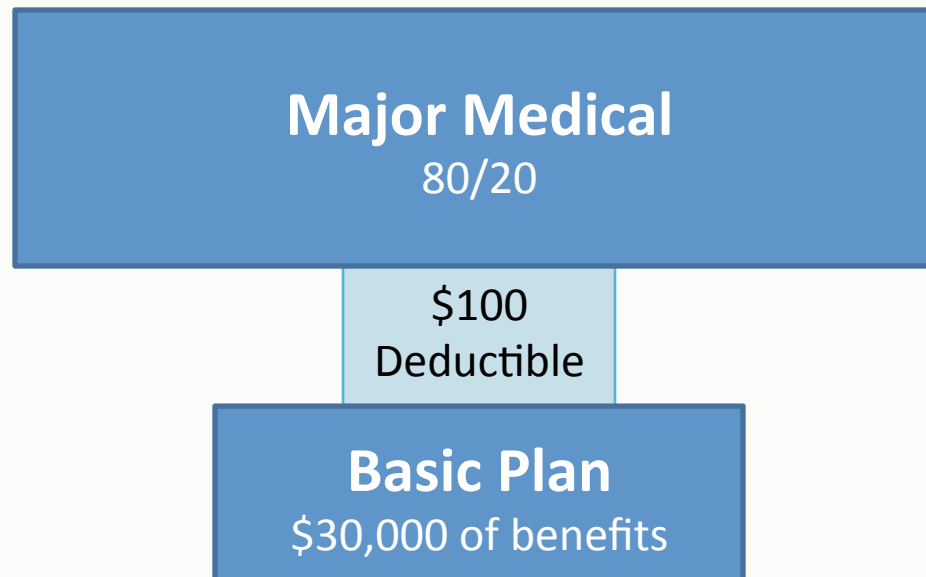 Major Medical
80/20
$100
Deductible
Basic Plan
$30,000 of benefits